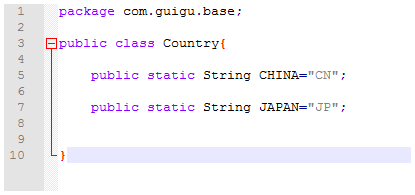 1 package com.guigu.base;
2
3 public class Country{
4
5 public static String CHINA="CN";
6
7 public static String JAPAN="JP";
8
9
10 }